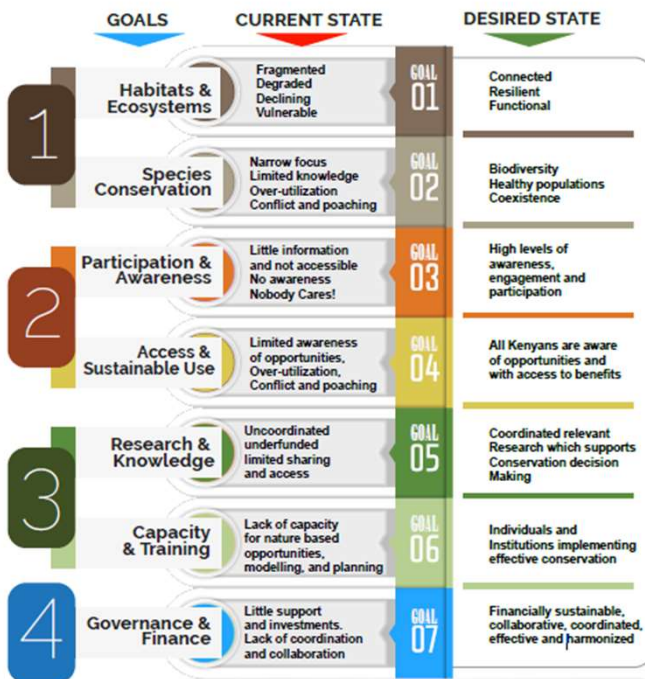 GOALS
CURRENT STATE
DESIRED STATE
1
Habitats &
Ecosystems
Fragmented
Degraded
Declining
Vulnerable
GOAL
01
Connected
Resilient
Functional
Species
Conservation
Narrow focus
Limited knowledge
Over-utilization
Conflict and poaching
GOAL
02
Biodiversity
Healthy populations
Coexistence
2
Participation &
Awareness
Little information
and not accessible
No awareness
Nobody Cares!
GOAL
03
High levels of
awareness,
engagement and
participation
Access &
Sustainable Use
Limited awareness
of opportunities,
Over-utilization,
Conflict and poaching
GOAL
04
All Kenyans are aware
of opportunities and
with access to benefits
3
Research &
Knowledge
Uncoordinated
underfunded
limited sharing
and access
GOAL
05
Coordinated relevant
Research which supports
Conservation decision
Making
Capacity
& Training
Lack of capacity
for nature based
opportunities,
modelling, and planning
GOAL
06
Individuals and
Institutions implementing
effective conservation
4
Governance &
Finance
Little support
and investments.
Lack of coordination
and collaboration
GOAL
07
Financially sustainable,
collaborative, coordinated,
effective and harmonized